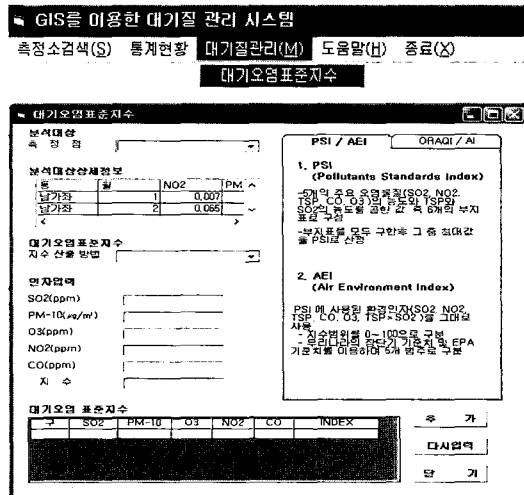 GIS를 이용한 대기질 관리 시스템
측정소검색(S) 통계현황 대기질관리(M) 도움말(H) 종료(X)
대기오염표준지수
대기오염표준지수
분석대상
측 정 점
분석대상상세정보
동 월 NO2 PM
남가좌 1 0,007
남가좌 2 0,065
대기오염표준지수
지수 산출 방법
인자입력
SO2(ppm)
PM-10(㎍/㎥)
O3(ppm)
NO2(ppm)
CO(ppm)
지 수
PSI / AEI ORAQI / AI
1. PSI
(Pollutants Standards Index)
-5개의 주요 오염물질(SO2, NO2,
TSP, CO, O3)의 농도와 TSP와
SO2의 농도를 곱한 값 즉 6개의 부지
표로 구성
-부지표를 모두 구한후 그 중 최대값
을 PSI로 산정
2. AEI
(Air Environment Index)
PSI 에 사용된 환경인자(SO2, NO2,
TSP, CO, O3, TSP*SO2)를 그대로
사용
- 지수범위를 0~100으로 구분
- 우리나라의 장단기 기준치 및 EPA
기준치를 이용하여 5개 범주로 구분
대기오염 표준지수
구 SO2 PM-10 O3 NO2 CO INDEX
추 가
다시입력
닫 기